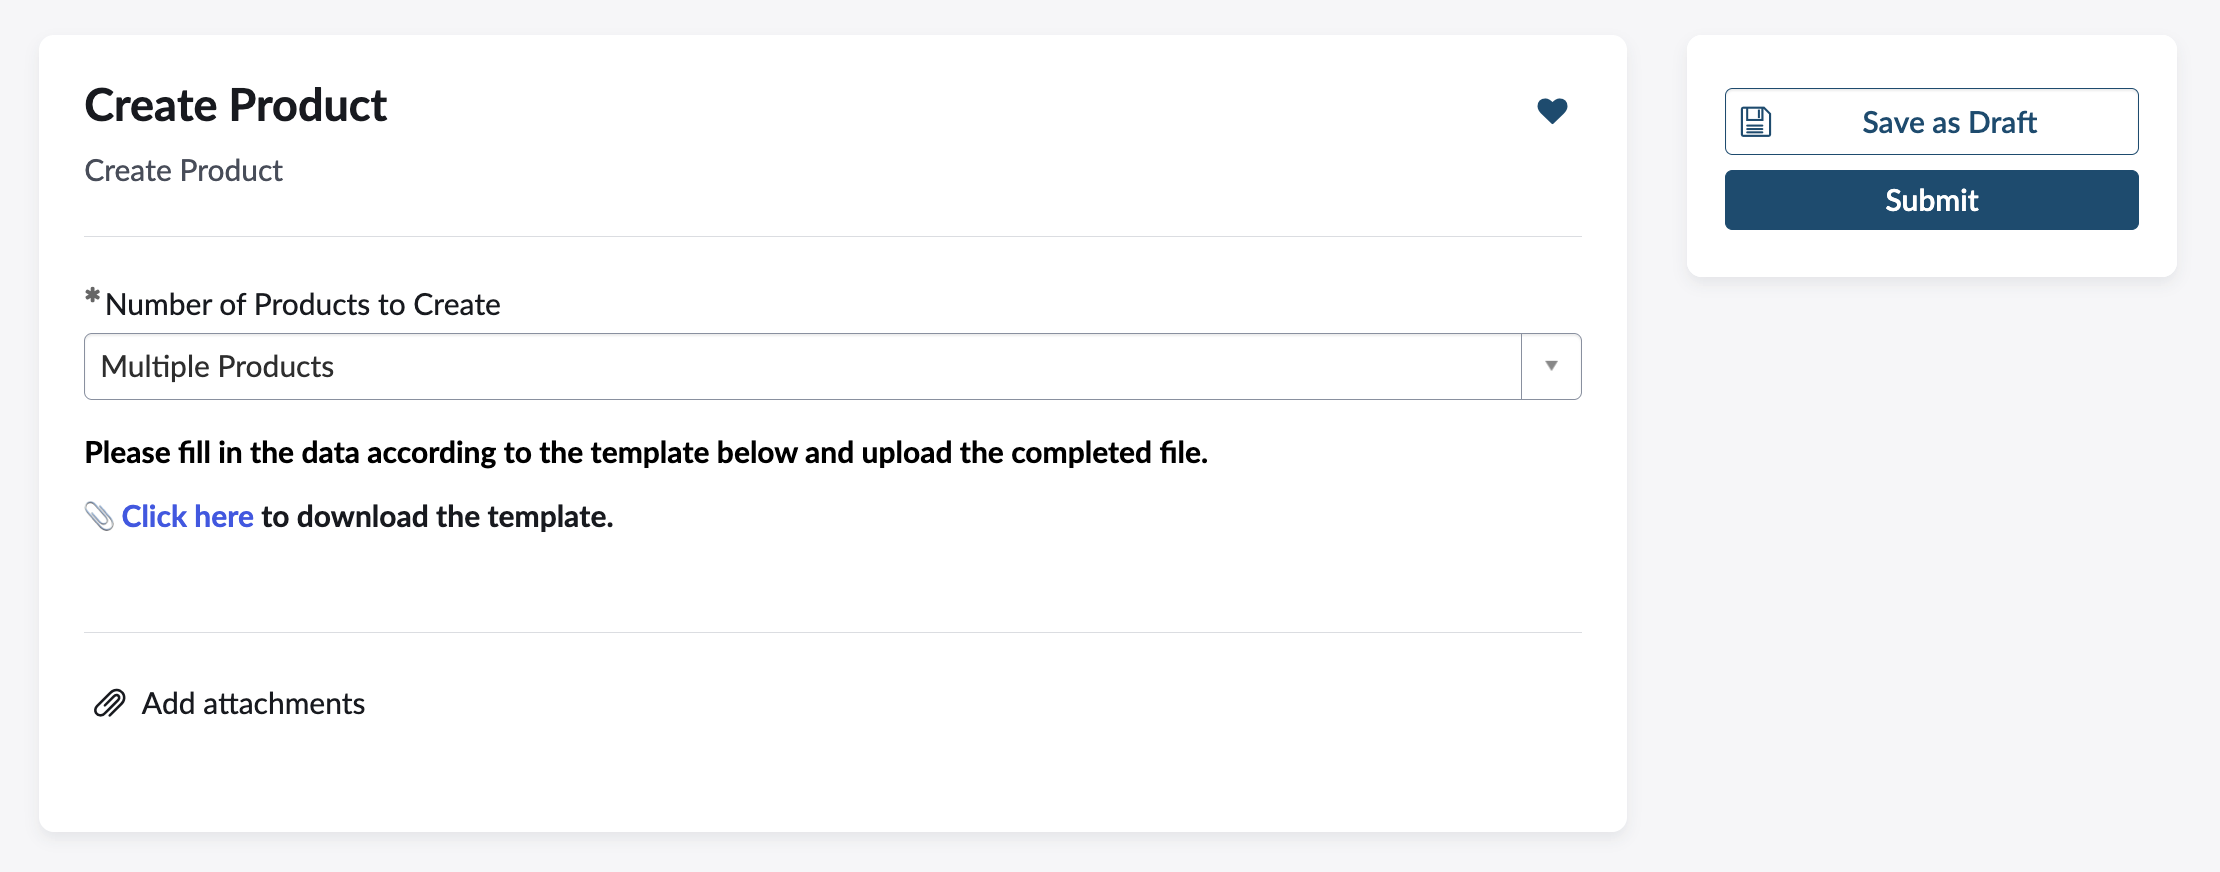 Create Product
Create Product
*Number of Products to Create
Multiple Products
Please fill in the data according to the template below and upload the completed file.
Click here to download the template.
Add attachments
Save as Draft
Submit